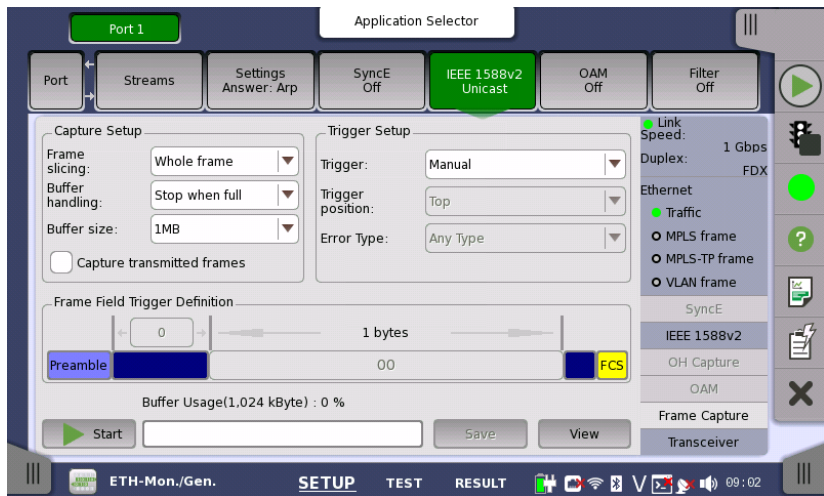 Port 1
Application Selector
Port
Streams
Settings
Answer: Arp
SyncE
Off
IEEE 1588v2
Unicast
OAM
Off
Filter
Off
Capture Setup
Frame
slicing:
Whole frame
Buffer
handling:
Stop when full
Buffer size:
1MB
Capture transmitted frames
Trigger Setup
Trigger:
Manual
Trigger
position:
Top
Error Type:
Any Type
Frame Field Trigger Definition
0
1 bytes
Preamble
00
FCS
Buffer Usage(1,024 kByte) : 0 %
Start
Save
View
Link
Speed:
1 Gbps
Duplex:
FDX
Ethernet
Traffic
MPLS frame
MPLS-TP frame
VLAN frame
SyncE
IEEE 1588v2
OH Capture
OAM
Frame Capture
Transceiver
ETH-Mon./Gen.
SETUP
TEST
RESULT
09:02